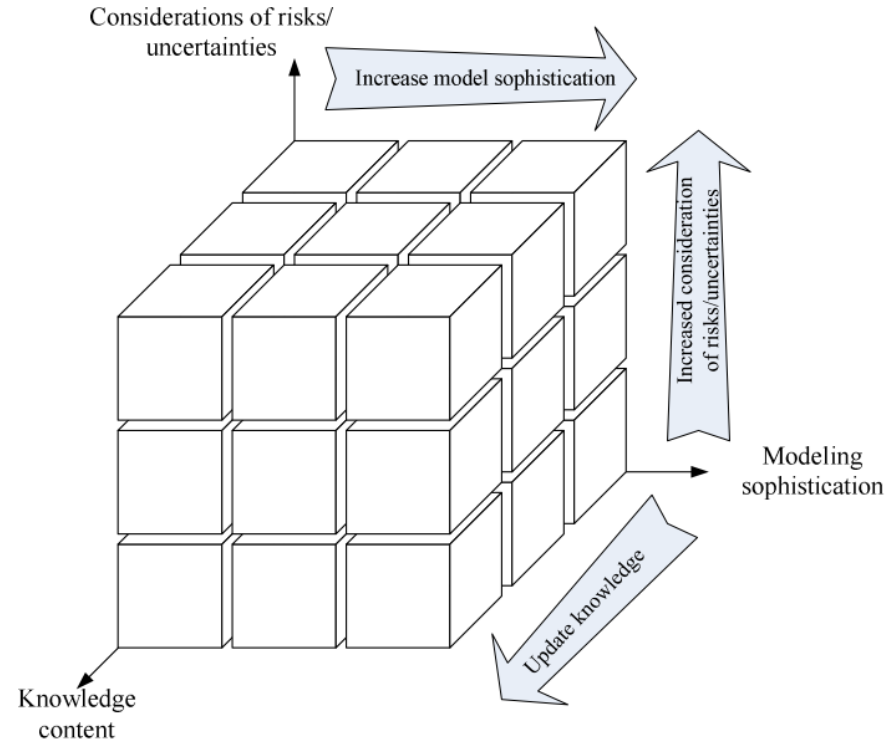 Considerations of risks/
uncertainties
Increase model sophistication
Increased consideration
of risks/uncertainties
Modeling
sophistication
Update knowledge
Knowledge
content